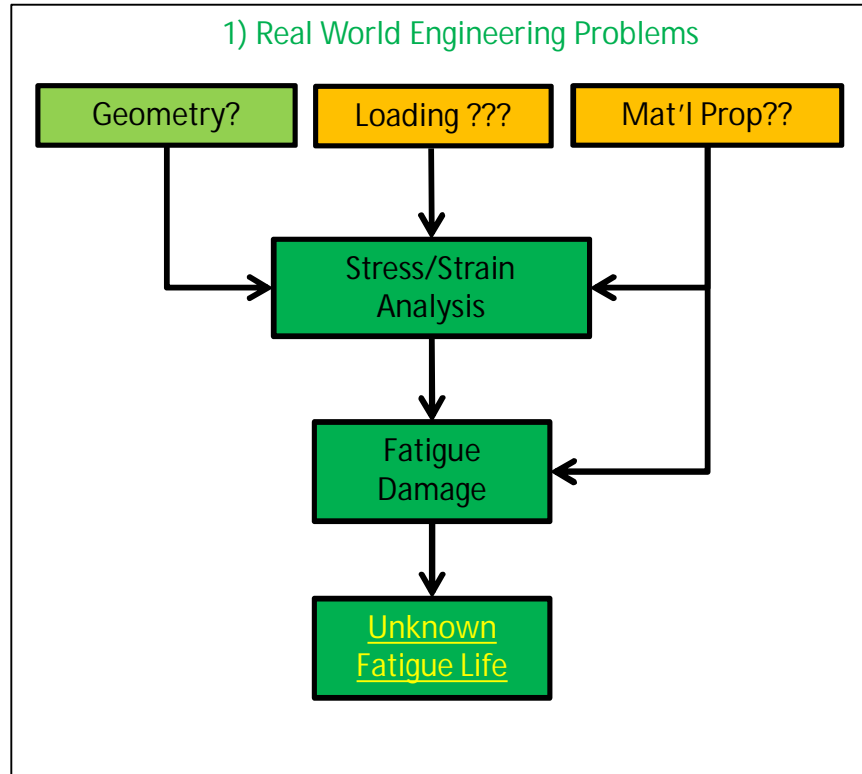 1) Real World Engineering Problems
Geometry?
Loading ???
Mat'l Prop??
Stress/Strain
Analysis
Fatigue
Damage
Unknown
Fatigue Life